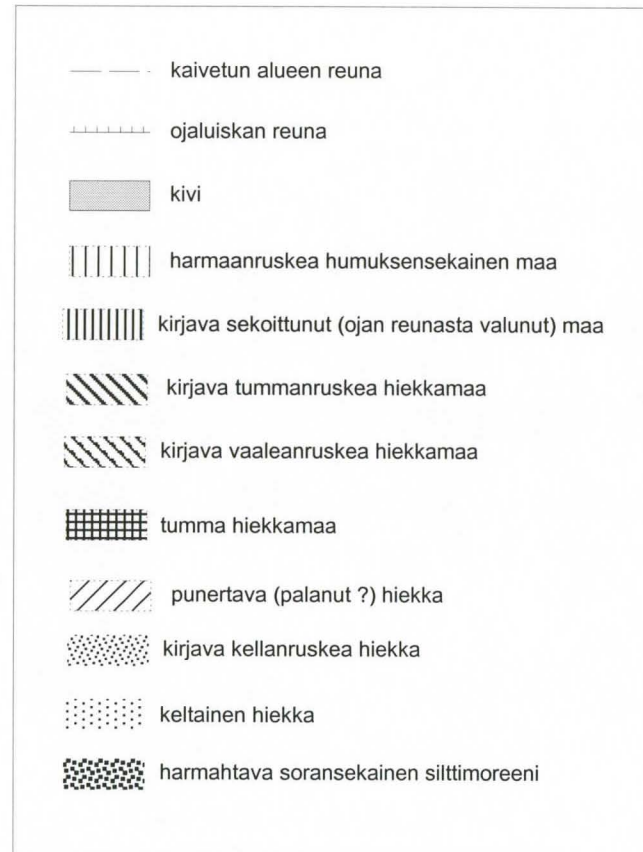 kaivetun alueen reuna
ojaluiskan reuna
kivi
harmaanruskea humuksensekainen maa
kirjava sekoittunut (ojan reunasta valunut) maa
kirjava tummanruskea hiekkamaa
kirjava vaaleanruskea hiekkamaa
tumma hiekkamaa
punertava (palanut ?) hiekka
kirjava kellanruskea hiekka
keltainen hiekka
harmahtava soransekainen silttimoreeni